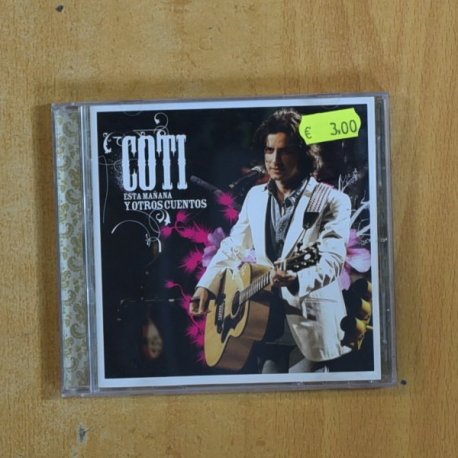 COTI
ESTA MAÑANA
Y OTROS CUENTOS
€ 3,00